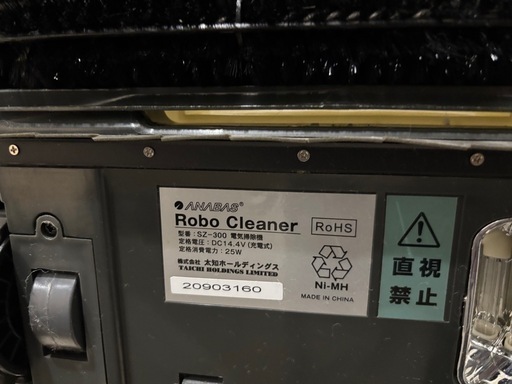 ANABAS
Robo Cleaner
RoHS
型番：SZ-300 電気掃除機
定格電圧：DC14.4V(充電式)
定格消費電力：25W
株式会社 太知ホールディングス
TAICHI HOLDINGS LIMITED
20903160
Ni-MH
MADE IN CHINA
直視
禁止